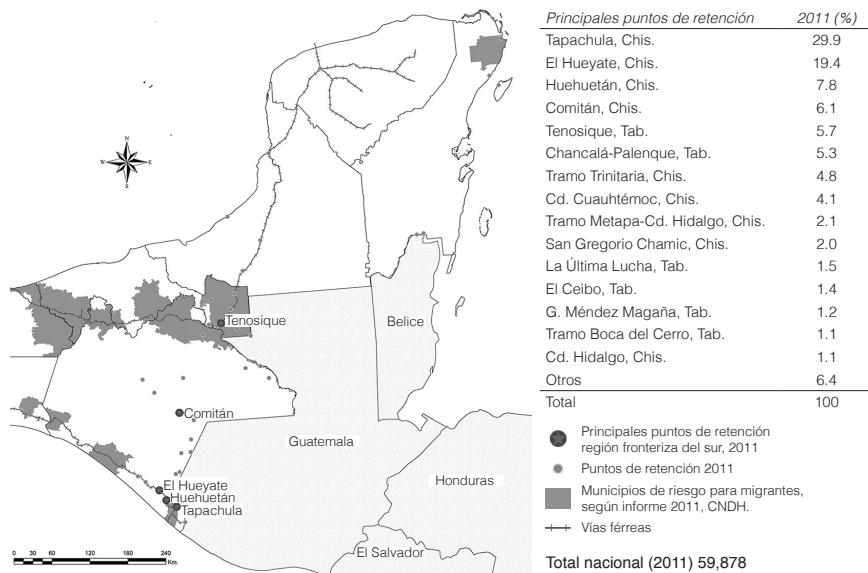 Principales puntos de retención 2011 (%)
Tapachula, Chis. 29.9
El Hueyate, Chis. 19.4
Huehuetán, Chis. 7.8
Comitán, Chis. 6.1
Tenosique, Tab. 5.7
Chancalá-Palenque, Tab. 5.3
Tramo Trinitaria, Chis. 4.8
Cd. Cuauhtémoc, Chis. 4.1
Tramo Metapa-Cd. Hidalgo, Chis. 2.1
San Gregorio Chamic, Chis. 2.0
La Última Lucha, Tab. 1.5
El Ceibo, Tab. 1.4
G. Méndez Magaña, Tab. 1.2
Tramo Boca del Cerro, Tab. 1.1
Cd. Hidalgo, Chis. 1.1
Otros 6.4
Total 100
Principales puntos de retención
región fronteriza del sur, 2011
Puntos de retención 2011
Municipios de riesgo para migrantes,
según informe 2011, CNDH.
Vías férreas
Total nacional (2011) 59,878
N
W E
S
Tenosique
Belice
Comitán
Guatemala
Honduras
El Hueyate
Huehuetán
Tapachula
El Salvador
0 15 30 60 120 180 240
Km.